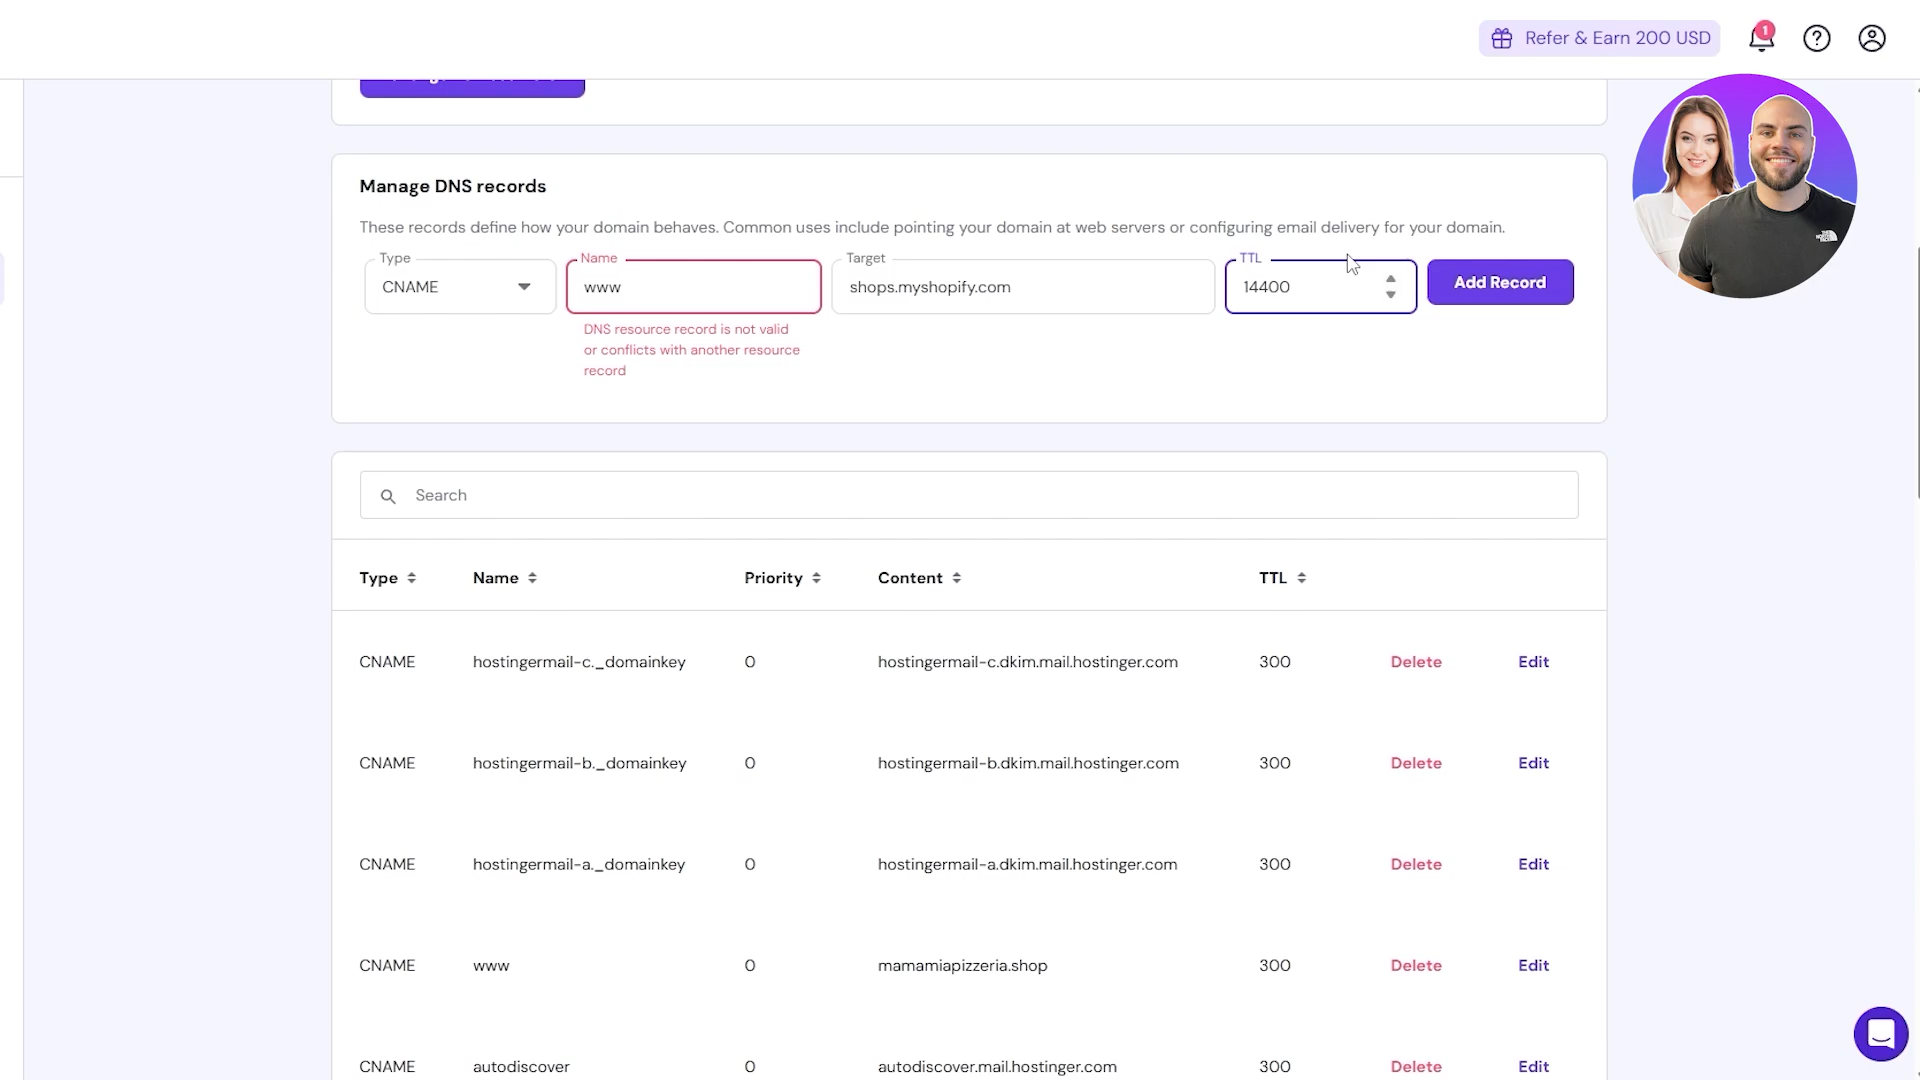 Refer & Earn 200 USD
1
Manage DNS records
These records define how your domain behaves. Common uses include pointing your domain at web servers or configuring email delivery for your domain.
Type Name Target TTL
CNAME www shops.myshopify.com 14400 Add Record
DNS resource record is not valid
or conflicts with another resource
record
Search
Type Name Priority Content TTL
CNAME hostingermail-c._domainkey 0 hostingermail-c.dkim.mail.hostinger.com 300 Delete Edit
CNAME hostingermail-b._domainkey 0 hostingermail-b.dkim.mail.hostinger.com 300 Delete Edit
CNAME hostingermail-a._domainkey 0 hostingermail-a.dkim.mail.hostinger.com 300 Delete Edit
CNAME www 0 mamamiapizzeria.shop 300 Delete Edit
CNAME autodiscover 0 autodiscover.mail.hostinger.com 300 Delete Edit